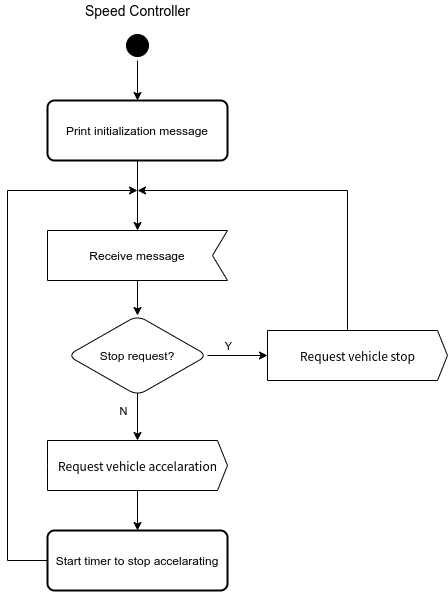 Speed Controller
Print initialization message
Receive message
Stop request?
Y
Request vehicle stop
N
Request vehicle accelaration
Start timer to stop accelarating